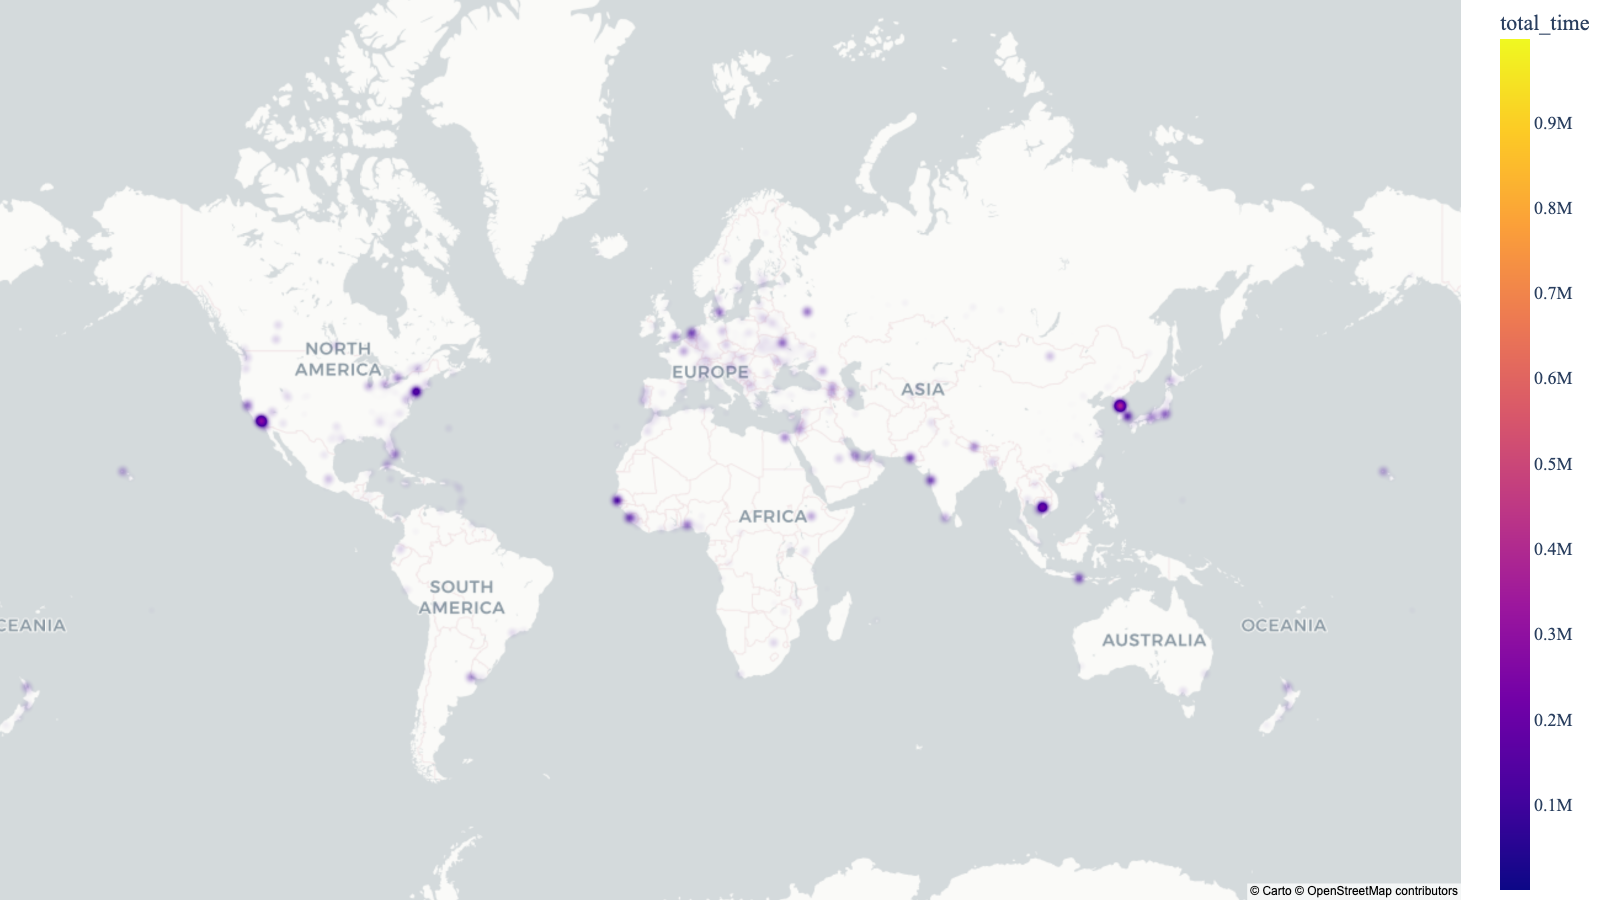 total_time
0.9M
0.8M
0.7M
0.6M
0.5M
0.4M
0.3M
0.2M
0.1M
NORTH
AMERICA
EUROPE
ASIA
AFRICA
SOUTH
AMERICA
CEANIA
AUSTRALIA
OCEANIA
© Carto © OpenStreetMap contributors